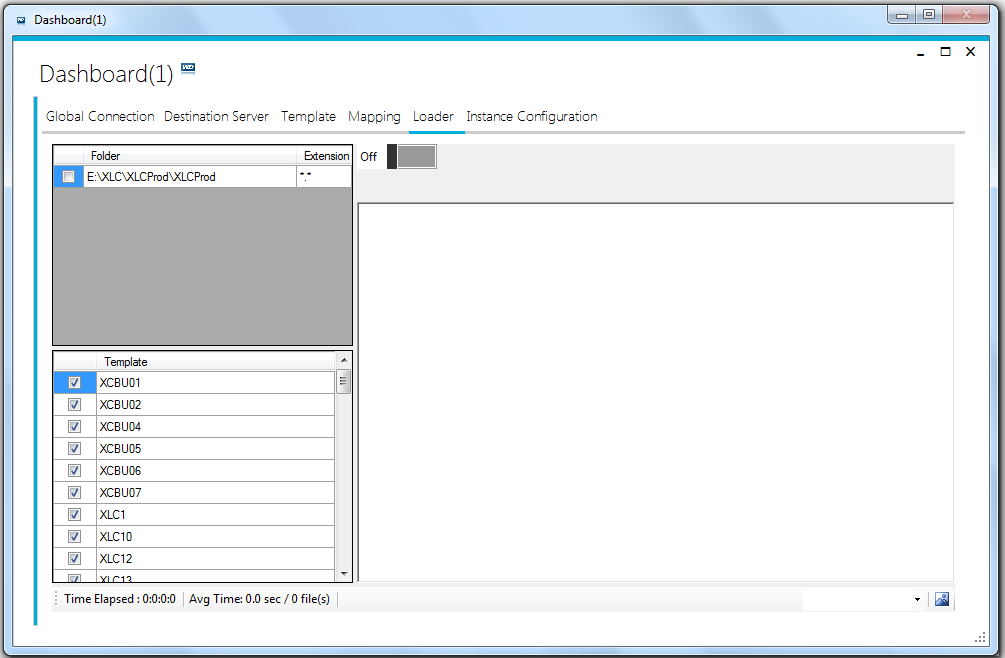 Dashboard(1)
Dashboard(1)
Global Connection Destination Server Template Mapping Loader Instance Configuration
Folder Extension
E:\XLC\XLCProd\XLCProd *.*
Off
Template
XCBU01
XCBU02
XCBU04
XCBU05
XCBU06
XCBU07
XLC1
XLC10
XLC12
XLC13
Time Elapsed : 0:0:0:0 Avg Time: 0.0 sec / 0 file(s)